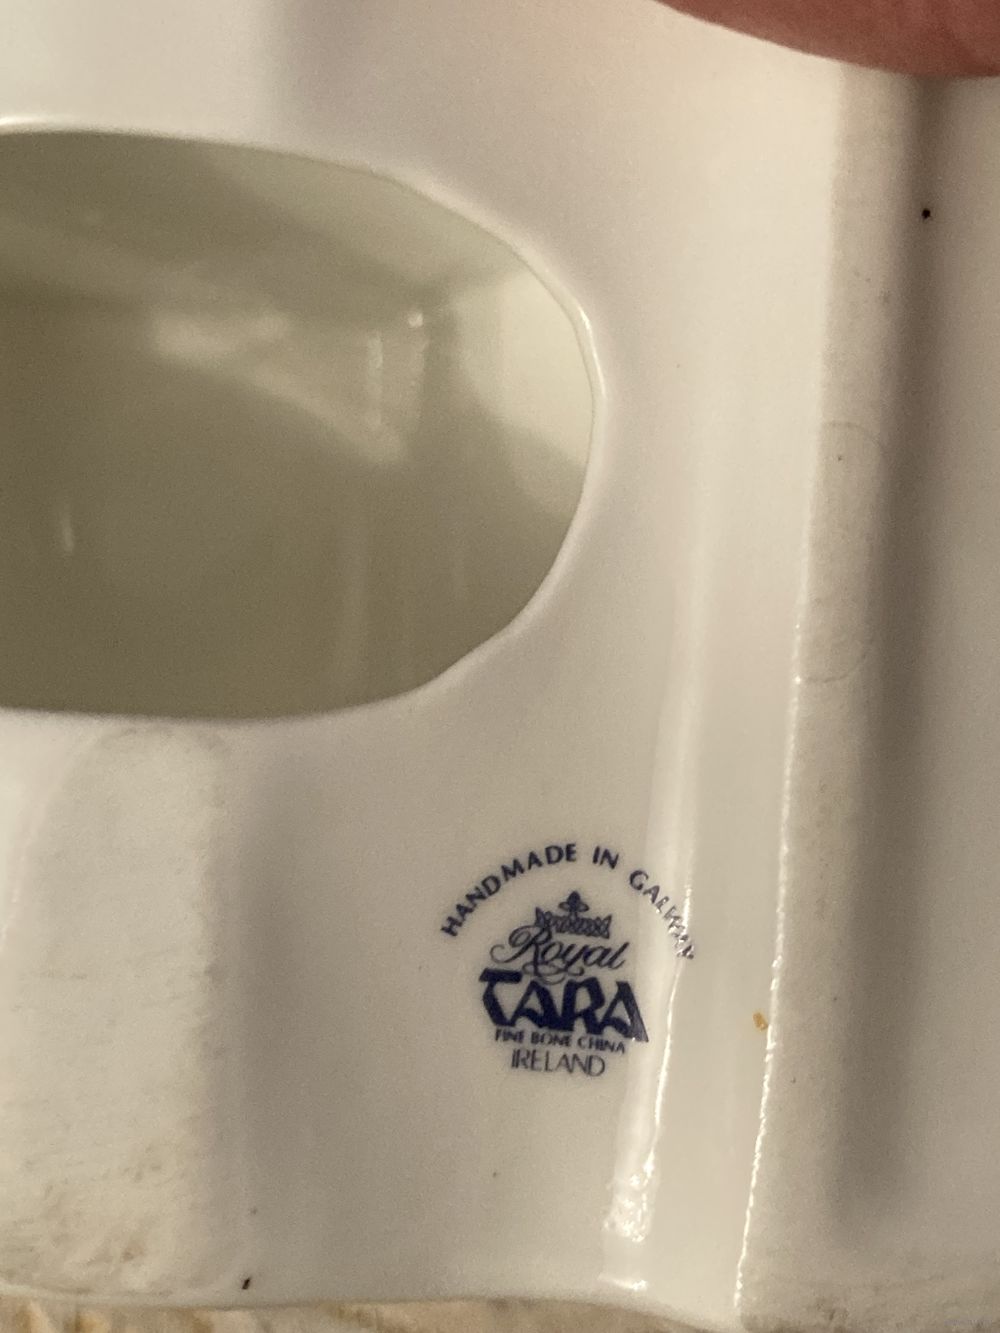 HANDMADE IN GALWAY
Royal
TARA
FINE BONE CHINA
IRELAND